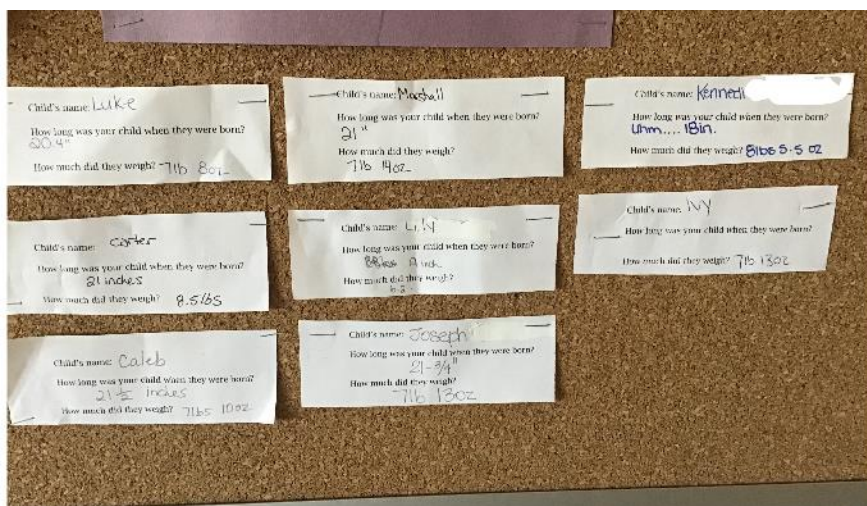 Child's name: Luke
How long was your child when they were born?
20.4"
How much did they weigh? 7lb 8oz
Child's name: Marshall
How long was your child when they were born?
21"
How much did they weigh?
7lb 14oz
Child's name: Kennedi
How long was your child when they were born?
Umm.... 18in.
How much did they weigh? 8lbs 5.5 oz
Child's name: Carter
How long was your child when they were born?
21 inches
How much did they weigh? 8.5lbs
Child's name: Lily
How long was your child when they were born?
inch
How much did they weigh?
Child's name: Ivy
How long was your child when they were born?
How much did they weigh? 7lb 13oz
Child's name: Caleb
How long was your child when they were born?
21 ½ inches
How much did they weigh? 7lbs 10oz
Child's name: Joseph
How long was your child when they were born?
21-3/4"
How much did they weigh?
7lb 13oz